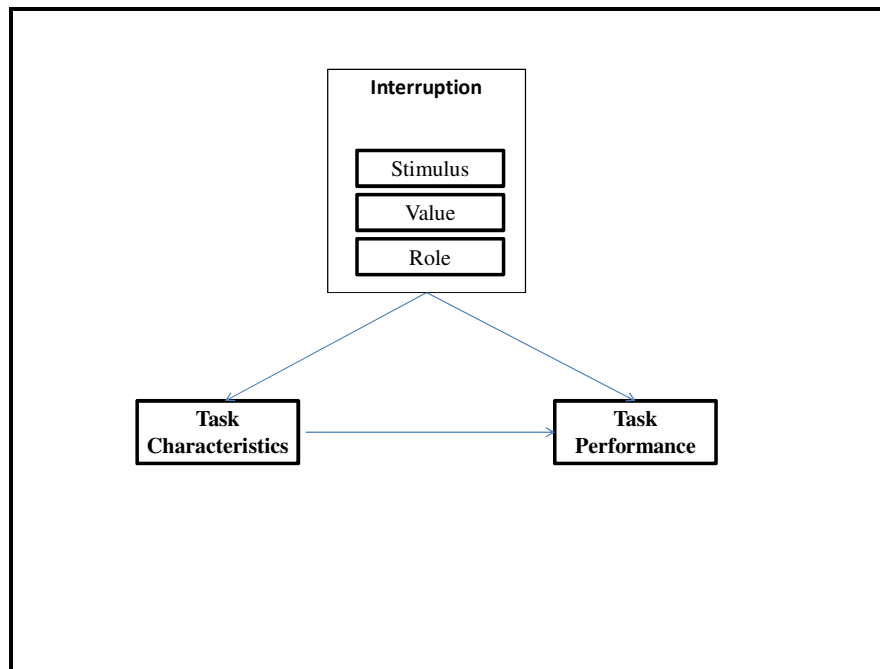 Interruption
Stimulus
Value
Role
Task
Characteristics
Task
Performance